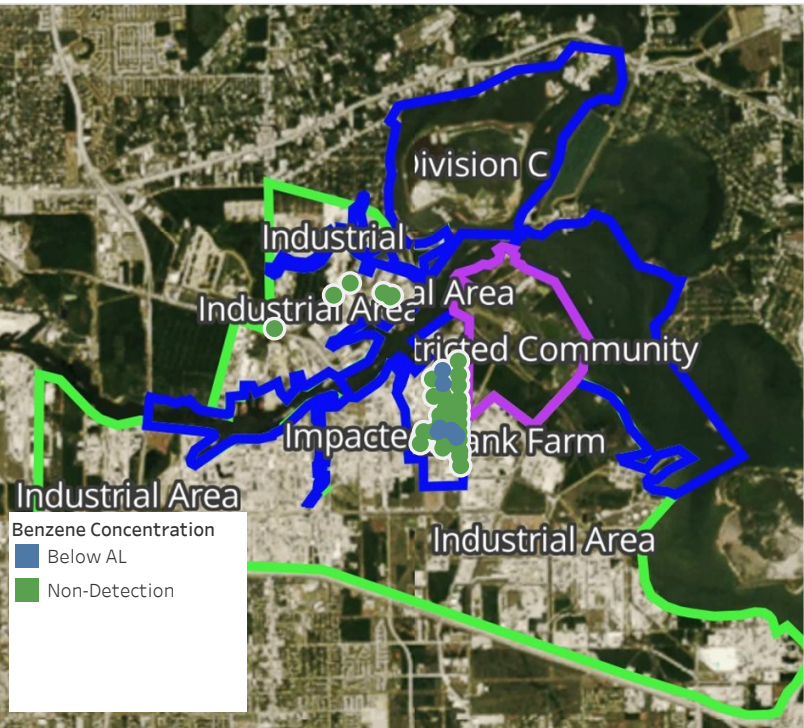 Division C
Industrial
al Area
Industrial Area
tricted Community
Impacte
ank Farm
Industrial Area
Industrial Area
Benzene Concentration
Below AL
Non-Detection